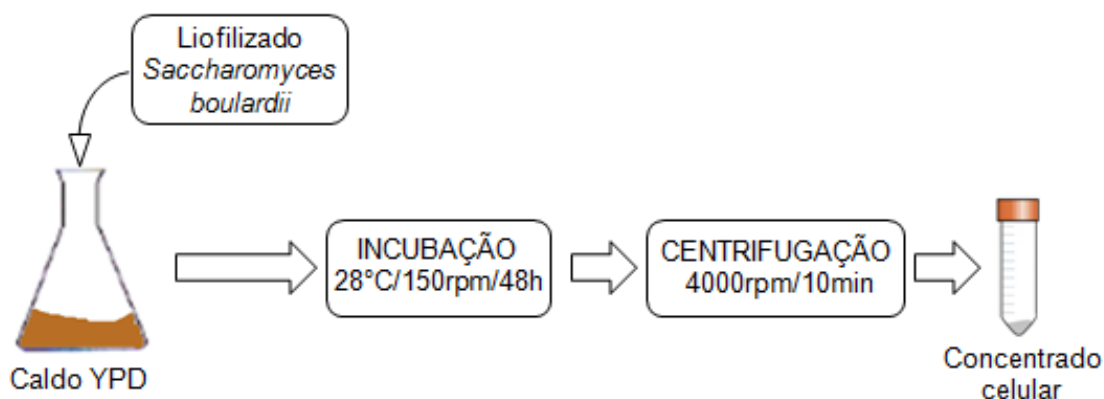 Liofilizado
Saccharomyces
boulardii
Caldo YPD
INCUBAÇÃO
28°C/150rpm/48h
CENTRIFUGAÇÃO
4000rpm/10min
Concentrado
celular